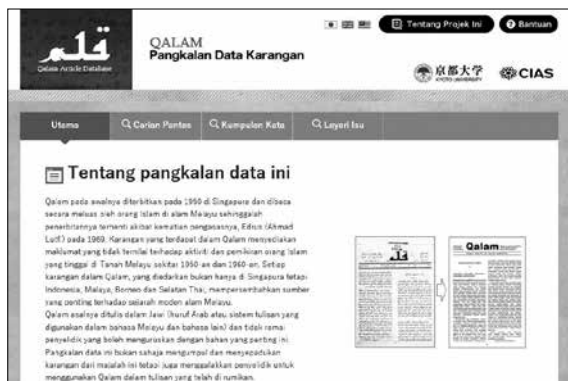 Tentang Projek Ini
Bantuan
قلم
Qalam Article Database
QALAM
Pangkalan Data Karangan
京都大学
KYOTO UNIVERSITY
CIAS
Utama
Carian Pantas
Kumpulan Kata
Layari Isu
Tentang pangkalan data ini
Qalam pada awalnya diterbitkan pada 1950 di Singapura dan dibaca
secara meluas oleh orang Islam di alam Melayu sehinggalah
penerbitannya terhenti akibat kematian pengasasnya, Edrus (Ahmad
Lutfi) pada 1969. Karangan yang terdapat dalam Qalam menyediakan
maklumat yang tidak ternilai terhadap aktiviti dan pemikiran orang Islam
yang tinggal di Tanah Melayu sekitar 1950-an dan 1960-an. Setiap
karangan dalam Qalam, yang diedarkan bukan hanya di Singapura tetapi
Indonesia, Malaya, Borneo dan Selatan Thai, mempersembahkan sumber
yang penting terhadap sejarah moden alam Melayu.
Qalam asalnya ditulis dalam Jawi (huruf Arab atau sistem tulisan yang
digunakan dalam bahasa Melayu dan bahasa lain) dan tidak ramai
penyelidik yang boleh menguruskan dengan bahan yang penting ini.
Pangkalan data ini bukan sahaja mengumpul dan menyepadukan
karangan dari majalah ini tetapi juga menggalakkan penyelidik untuk
menggunakan Qalam dalam tulisan yang telah di rumikan.
Qalam